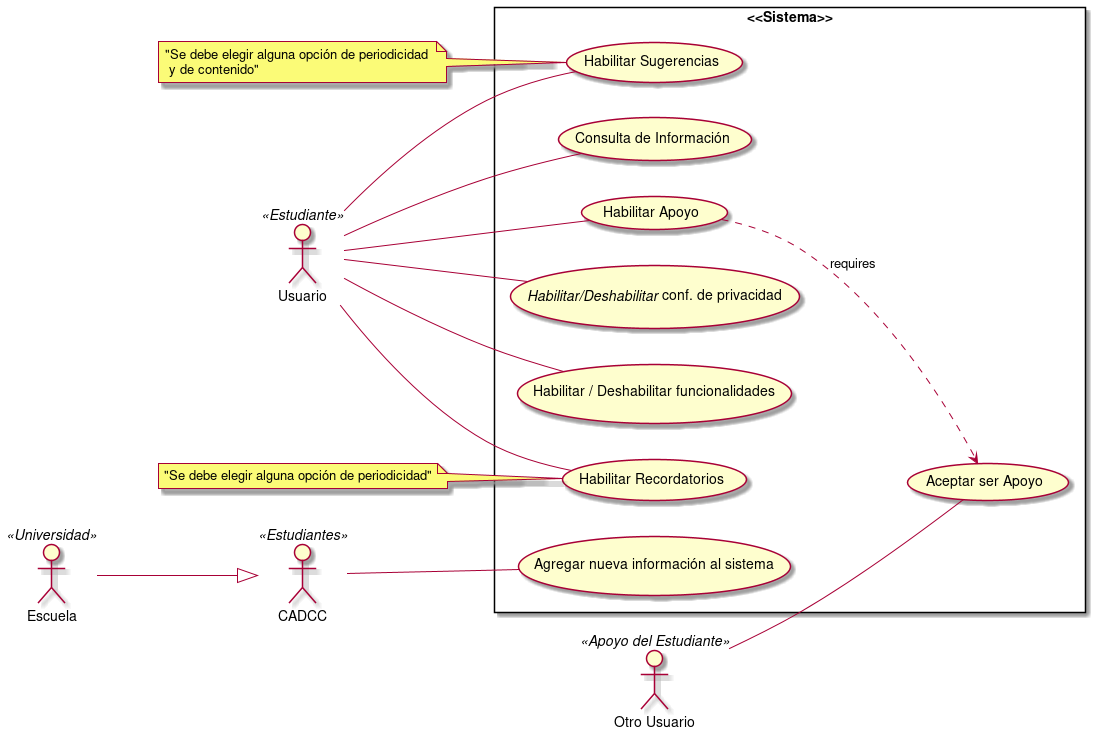 <<Sistema>>
"Se debe elegir alguna opción de periodicidad
y de contenido"
Habilitar Sugerencias
Consulta de Información
«Estudiante»
Usuario
Habilitar Apoyo
requires
Habilitar/Deshabilitar conf. de privacidad
Habilitar / Deshabilitar funcionalidades
"Se debe elegir alguna opción de periodicidad"
Habilitar Recordatorios
Aceptar ser Apoyo
«Universidad»
Escuela
«Estudiantes»
CADCC
Agregar nueva información al sistema
«Apoyo del Estudiante»
Otro Usuario